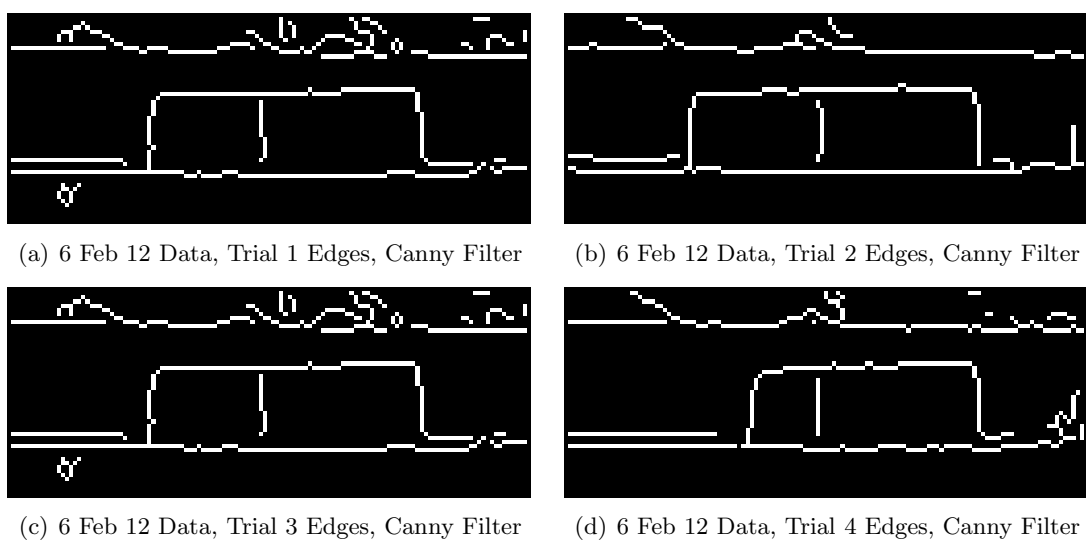 (a) 6 Feb 12 Data, Trial 1 Edges, Canny Filter
(b) 6 Feb 12 Data, Trial 2 Edges, Canny Filter
(c) 6 Feb 12 Data, Trial 3 Edges, Canny Filter
(d) 6 Feb 12 Data, Trial 4 Edges, Canny Filter